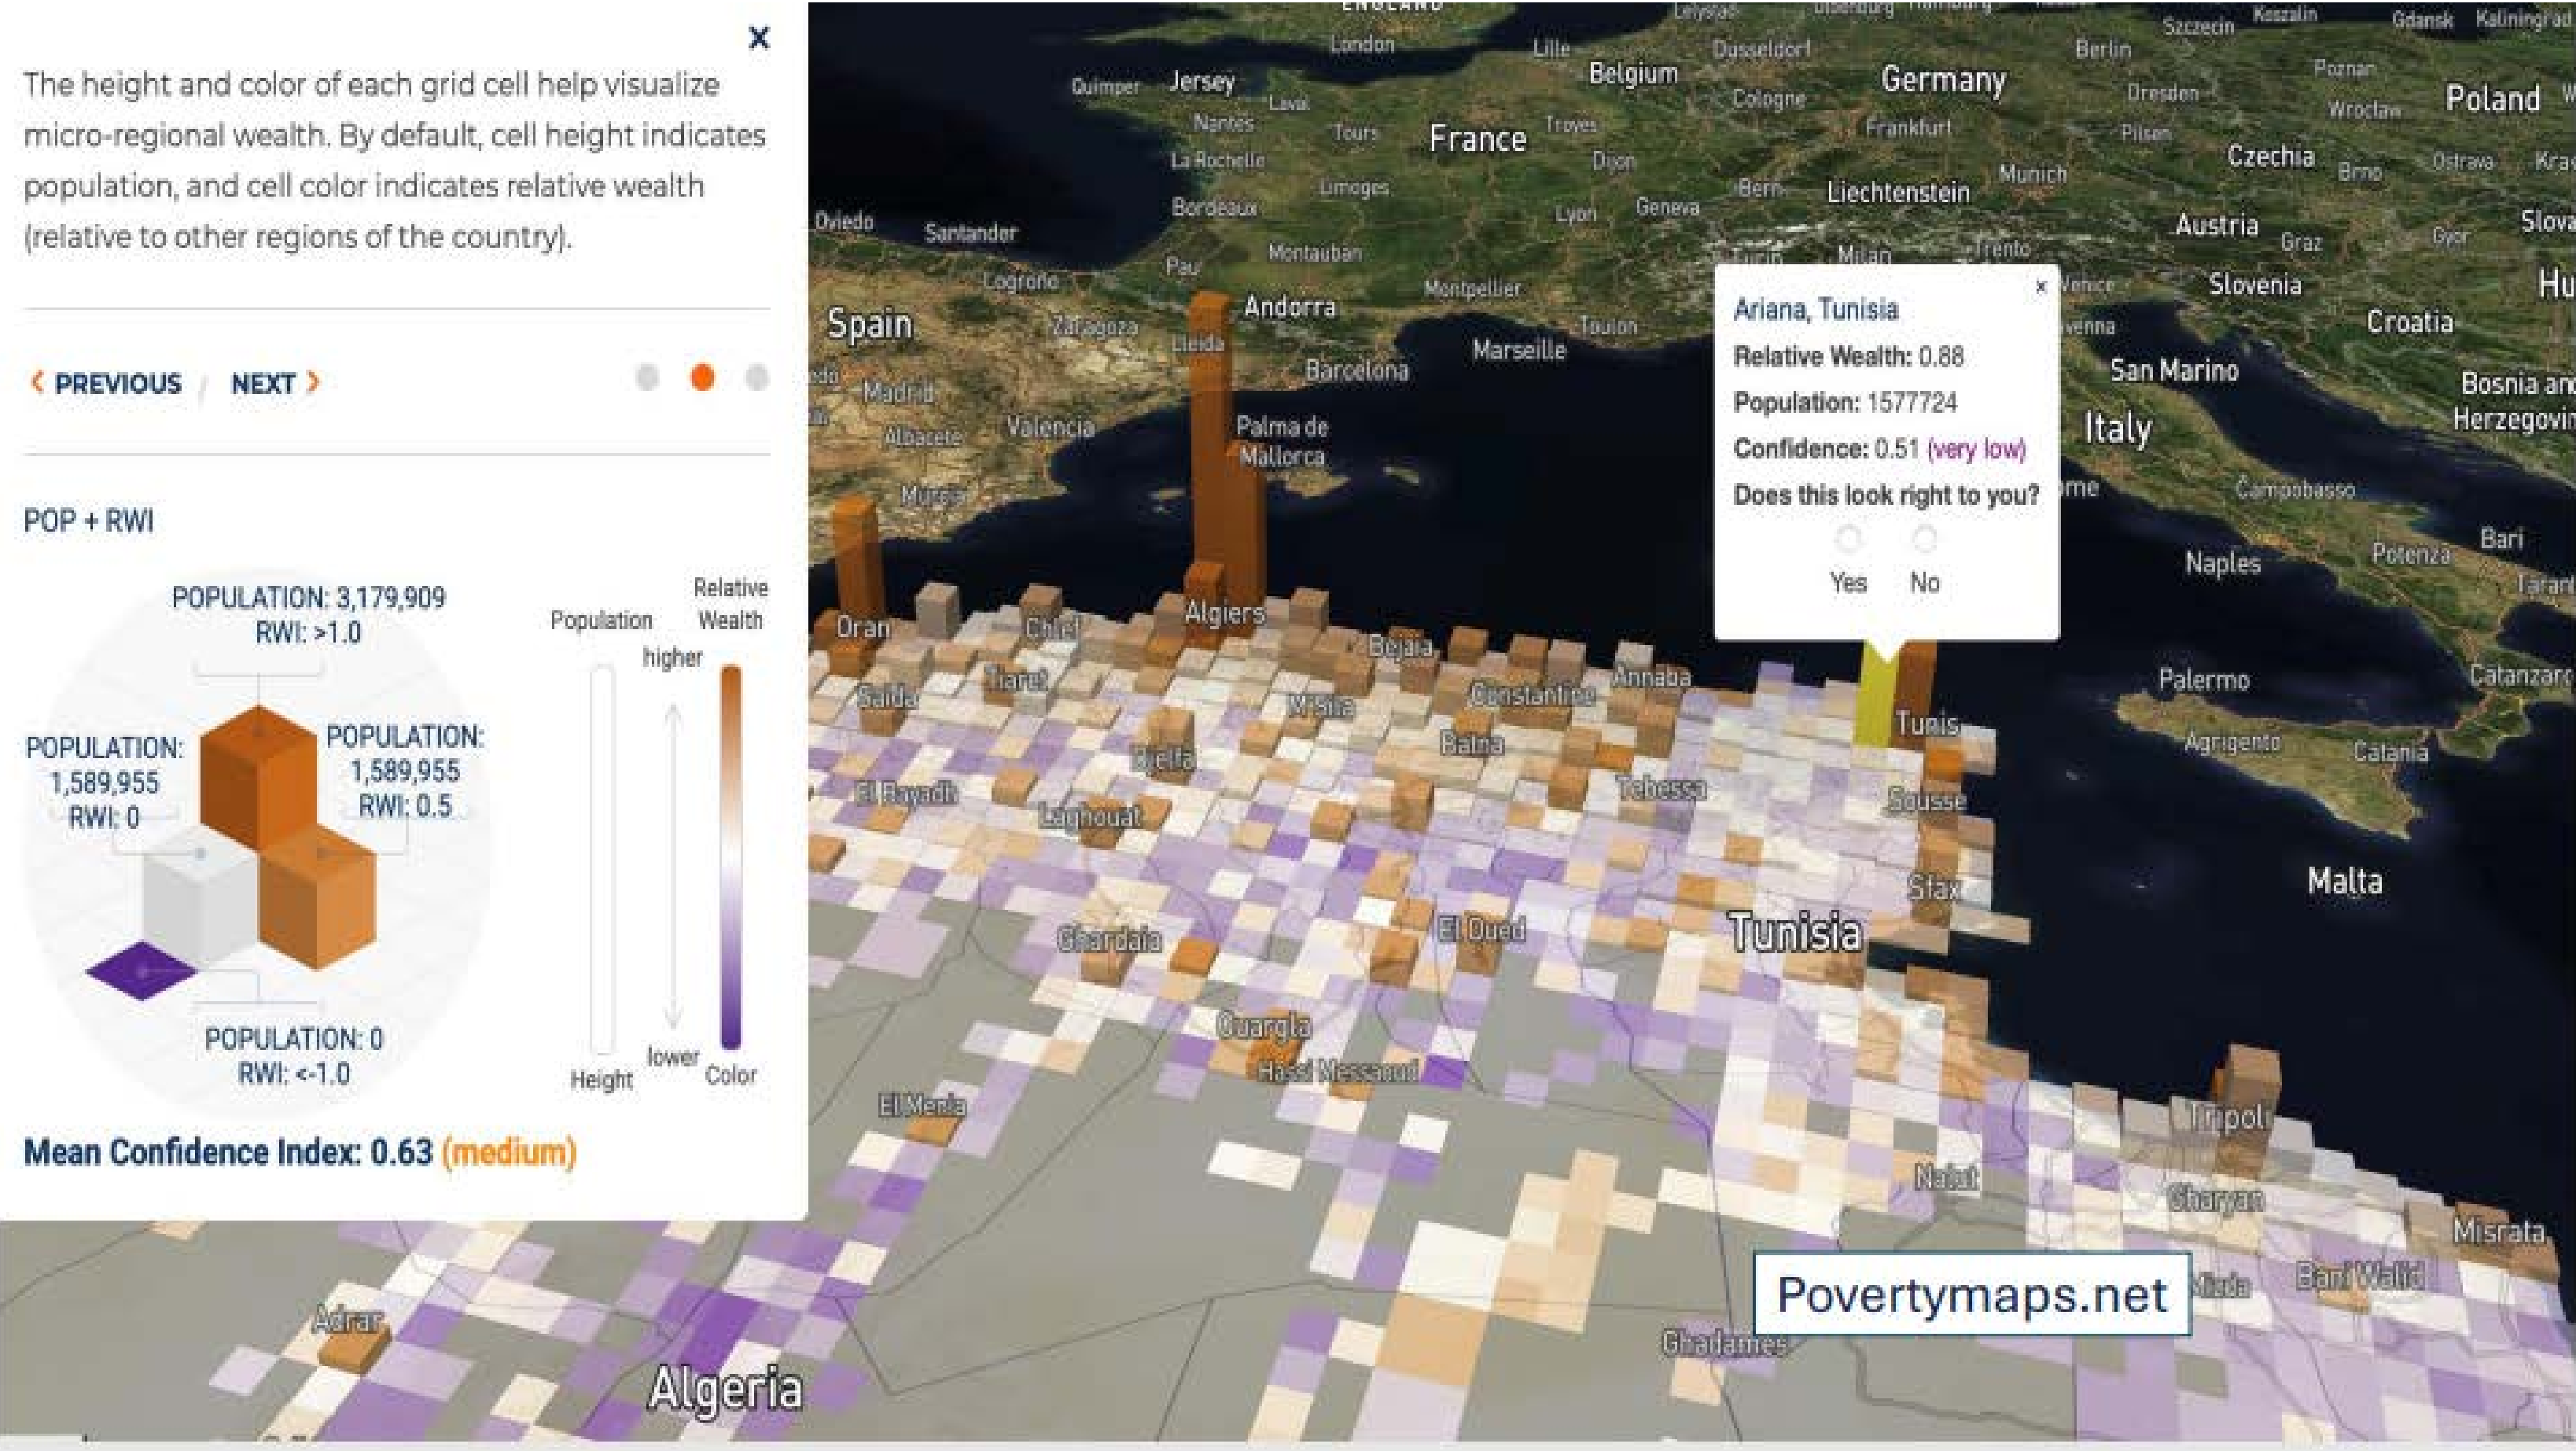 x
The height and color of each grid cell help visualize
micro-regional wealth. By default, cell height indicates
population, and cell color indicates relative wealth
(relative to other regions of the country).
PREVIOUS / NEXT
POP + RWI
POPULATION: 3,179,909
RWI: >1.0
POPULATION:
1,589,955
RWI: 0
POPULATION:
1,589,955
RWI: 0.5
POPULATION: 0
RWI: <-1.0
Population
Relative
Wealth
higher
lower
Height
Color
Mean Confidence Index: 0.63 (medium)
ENGLAND
London
Lille
Lelystad
Dusseldorf
Berlin
Szczecin
Koszalin
Gdansk
Kaliningrad
Quimper
Jersey
Laval
Belgium
Cologne
Germany
Dresden
Poznan
Wroclaw
Poland
Nantes
Tours
France
Troyes
Frankfurt
Pilsen
La Rochelle
Dijon
Czechia
Brno
Ostrava
Limoges
Bern
Liechtenstein
Munich
Bordeaux
Lyon
Geneva
Austria
Graz
Gyor
Oviedo
Santander
Montauban
Milan
Trento
Pau
Logrono
Montpellier
Venice
Slovenia
Spain
Zaragoza
Andorra
Toulon
Croatia
Lleida
Marseille
Barcelona
San Marino
Bosnia and
Herzegovin
Madrid
Albacete
Valencia
Palma de
Mallorca
Italy
Murcia
Campobasso
Naples
Potenza
Bari
Ariana, Tunisia
x
Relative Wealth: 0.88
Population: 1577724
Confidence: 0.51 (very low)
Does this look right to you?
Yes
No
Oran
Chlef
Algiers
Bejaia
Saida
Tiaret
M'Sila
Constantine
Annaba
Tunis
Palermo
Catanzaro
Agrigento
Catania
Djelfa
Batna
El Bayadh
Laghouat
Tebessa
Sousse
Sfax
Malta
Ghardaia
El Oued
Tunisia
Ouargla
Hassi Messaoud
El Menia
Tripoli
Nalut
Gharyan
Misrata
Bani Walid
Povertymaps.net
Adrar
Ghadames
Algeria